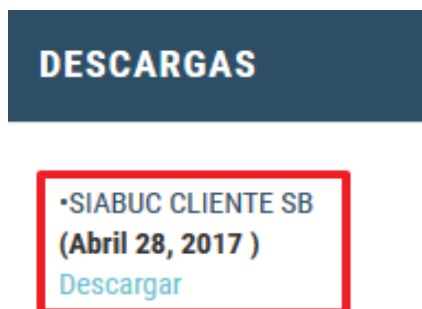 DESCARGAS
•SIABUC CLIENTE SB
(Abril 28, 2017 )
Descargar